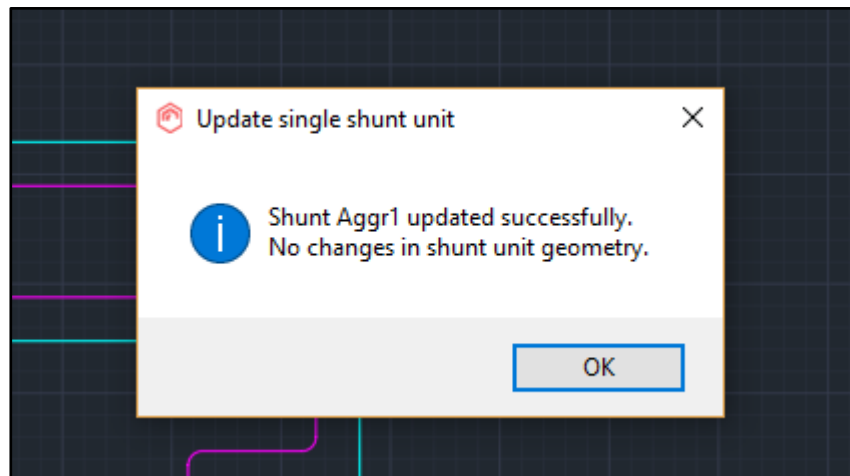 Update single shunt unit
Shunt Aggr1 updated successfully.
No changes in shunt unit geometry.
OK